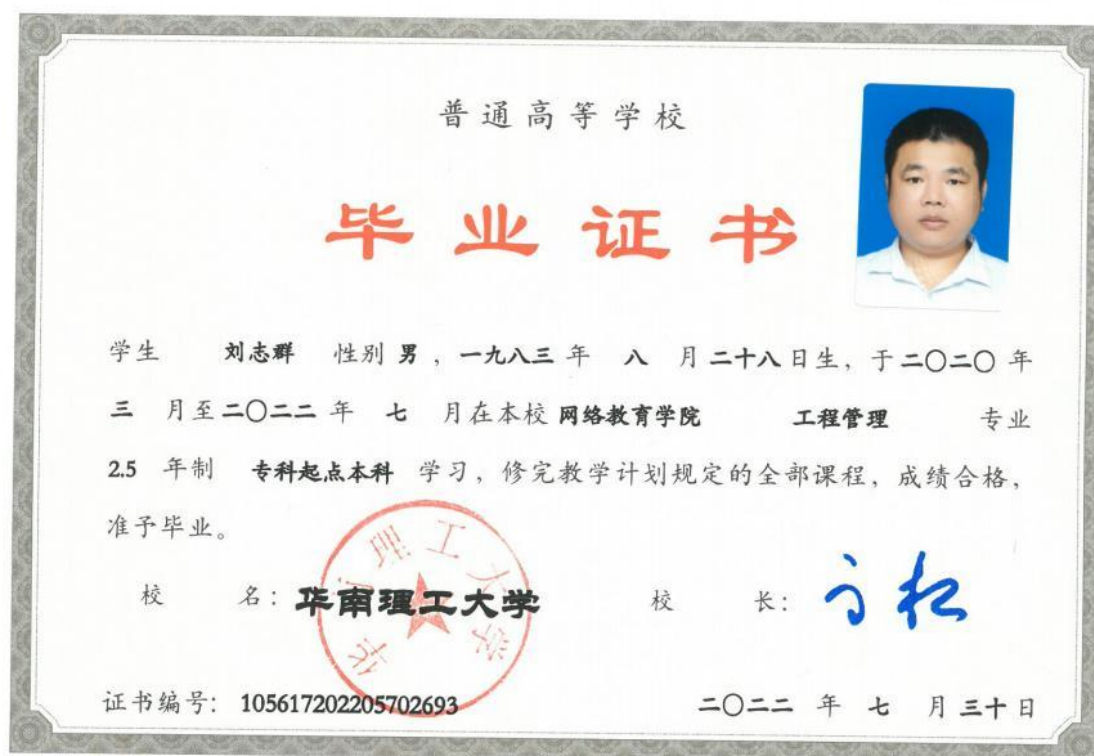 普通高等学校
毕业证书
学生 刘志群 性别 男，一九八三 年 八 月 二十八 日生，于 二〇二〇 年
三 月至 二〇二二 年 七 月在本校 网络教育学院 工程管理 专业
2.5 年制 专科起点本科 学习，修完教学计划规定的全部课程，成绩合格，
准予毕业。
校 名：华南理工大学 校 长：
华南理工大学
证书编号：105617202205702693 二〇二二 年 七 月 三十 日